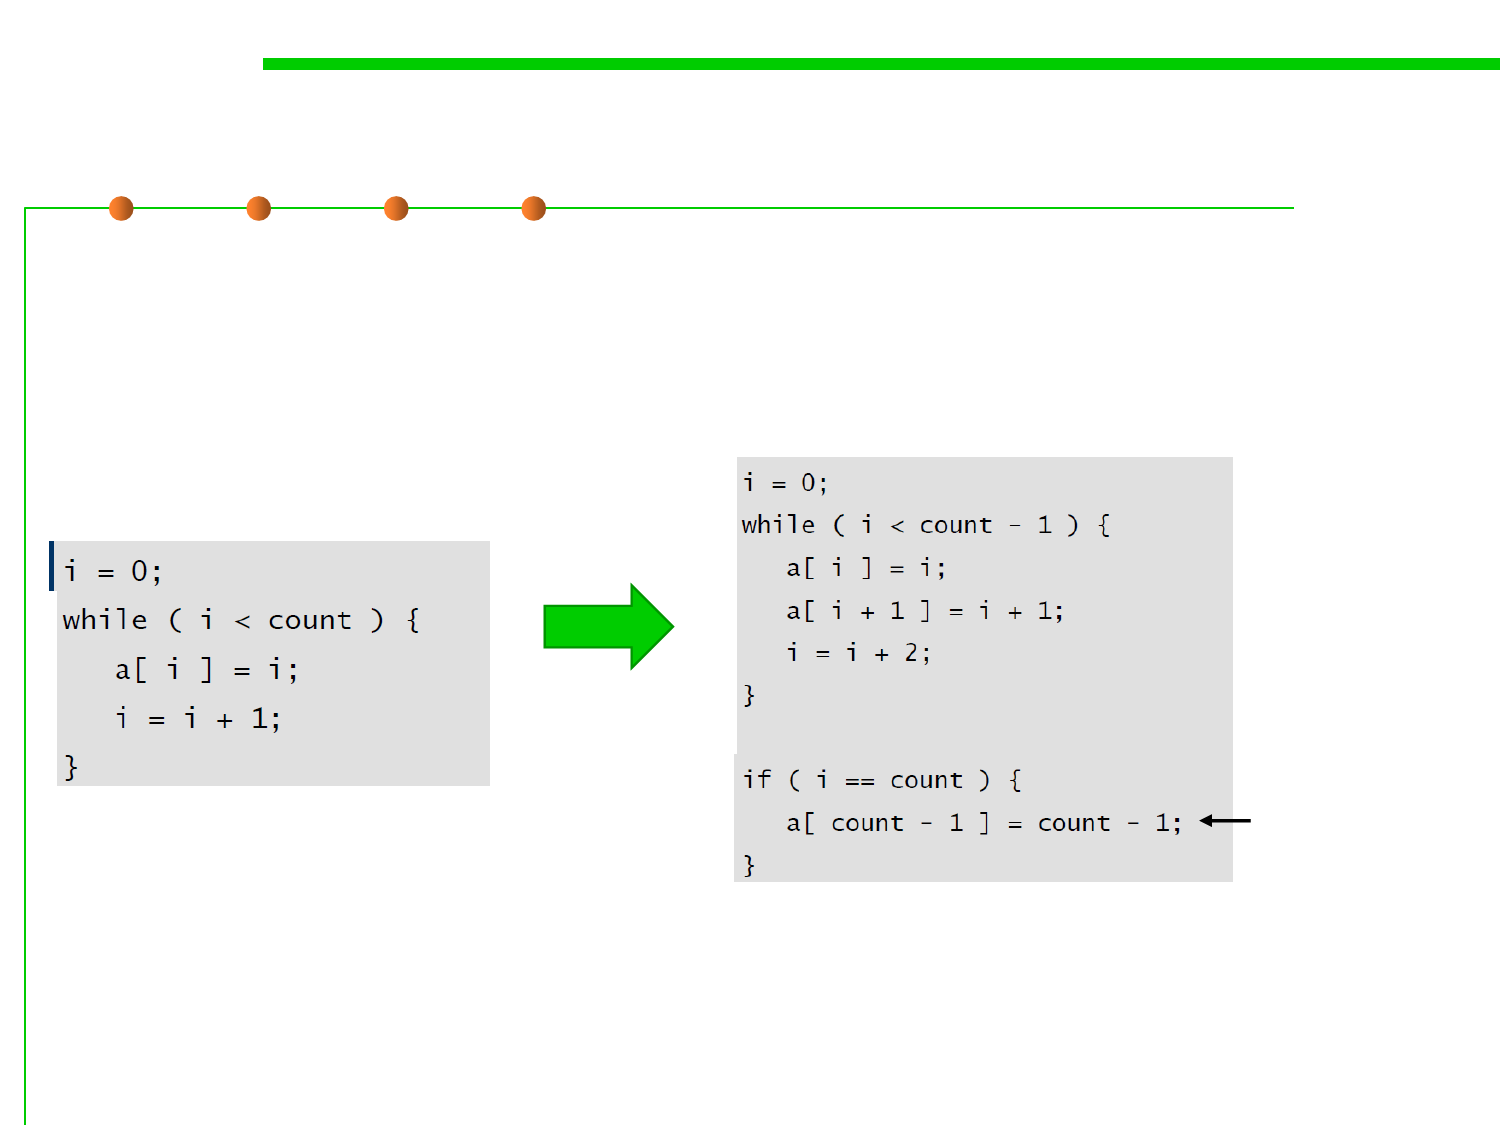 i = 0;
while ( i < count ) {
   a[ i ] = i;
   i = i + 1;
}
i = 0;
while ( i < count - 1 ) {
   a[ i ] = i;
   a[ i + 1 ] = i + 1;
   i = i + 2;
}
if ( i == count ) {
   a[ count - 1 ] = count - 1;
}